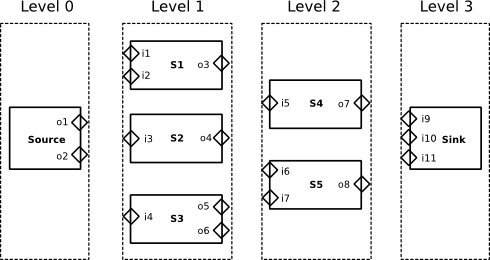 Level 0
Level 1
Level 2
Level 3
o1
Source
o2
i1
i2
S1
o3
i3
S2
o4
i4
S3
o5
o6
i5
S4
o7
i6
i7
S5
o8
i9
i10
i11
Sink